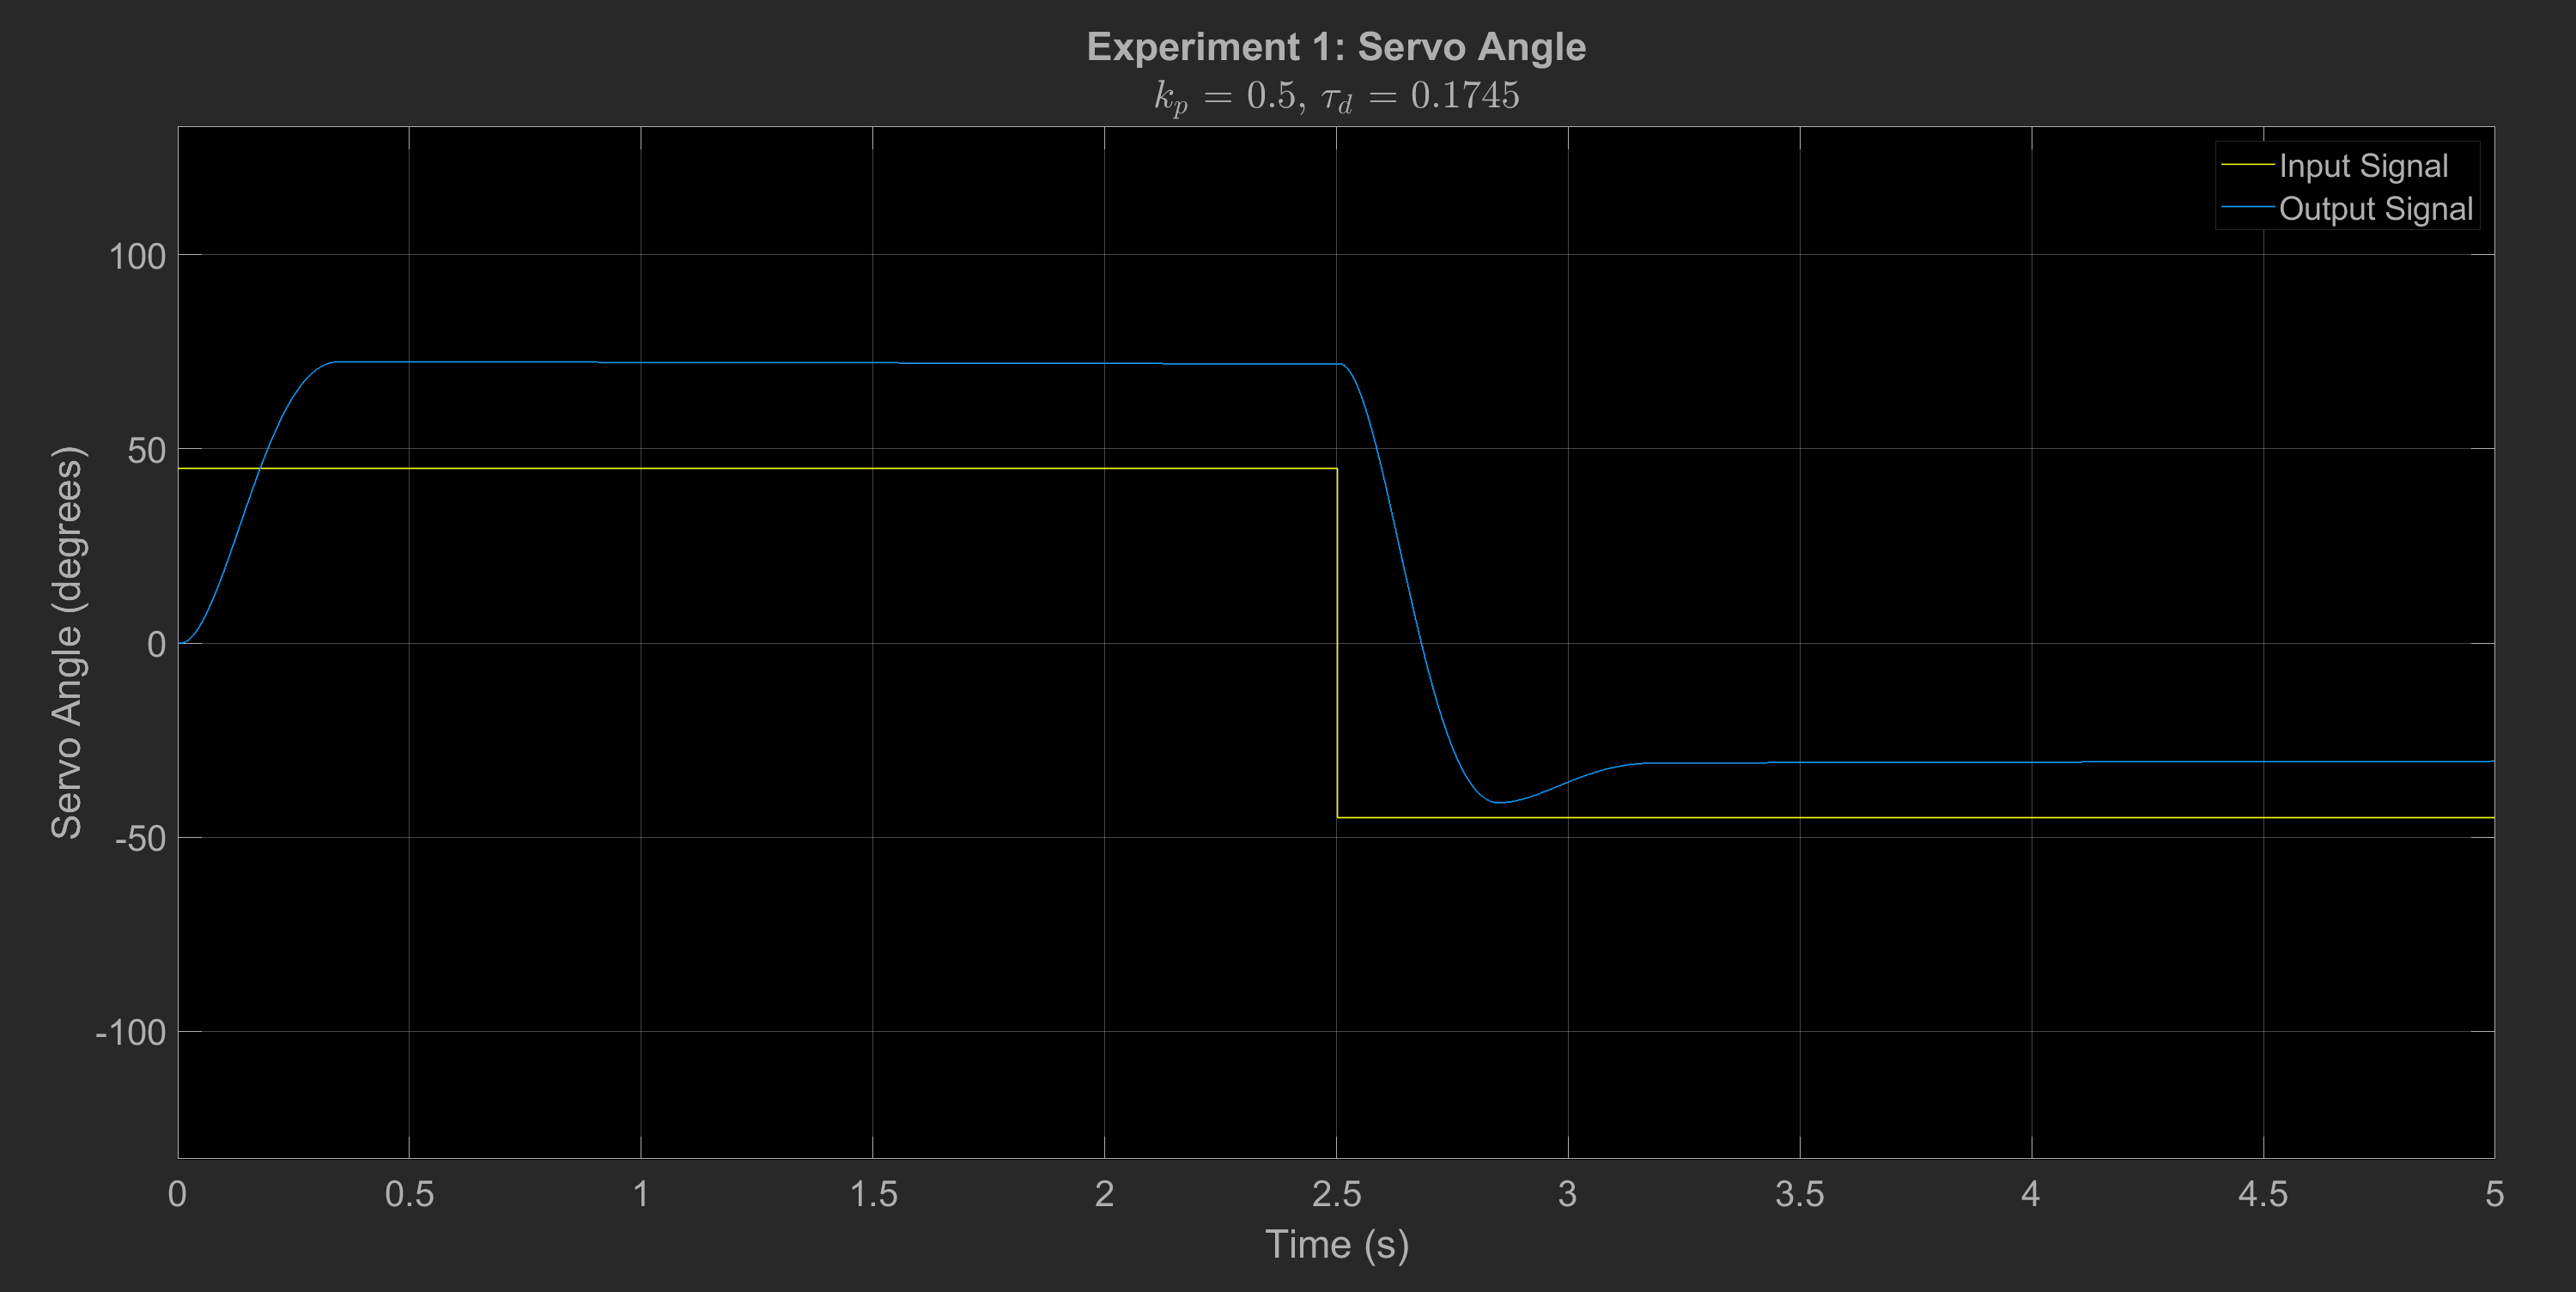 Experiment 1: Servo Angle
k_p = 0.5, τ_d = 0.1745
Input Signal
Output Signal
100
50
0
-50
-100
Servo Angle (degrees)
0 0.5 1 1.5 2 2.5 3 3.5 4 4.5 5
Time (s)